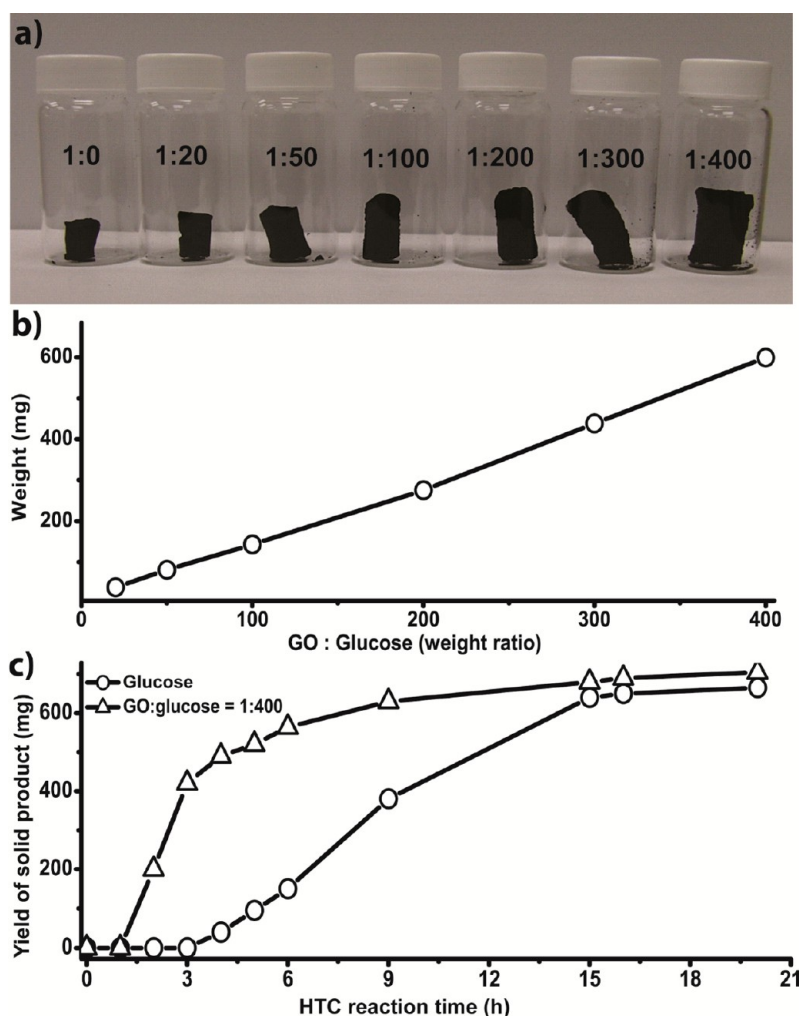 a)
1:0 1:20 1:50 1:100 1:200 1:300 1:400
b)
600
400
200
Weight (mg)
0 100 200 300 400
GO : Glucose (weight ratio)
c)
Glucose
GO:glucose = 1:400
600
400
200
0
Yield of solid product (mg)
0 3 6 9 12 15 18 21
HTC reaction time (h)